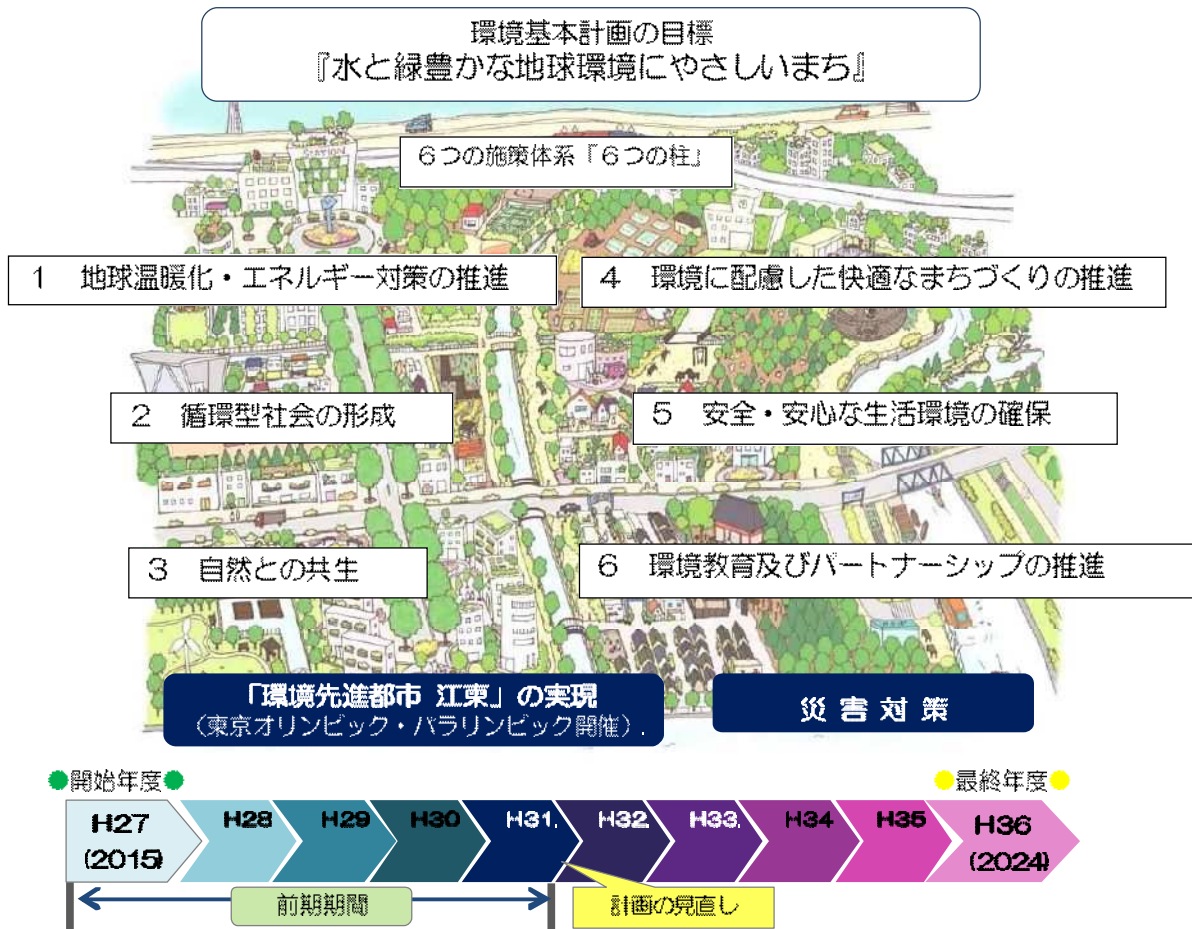 環境基本計画の目標
『水と緑豊かな地球環境にやさしいまち』
STATION
6つの施策体系「6つの柱」
1 地球温暖化・エネルギー対策の推進
4 環境に配慮した快適なまちづくりの推進
2 循環型社会の形成
5 安全・安心な生活環境の確保
3 自然との共生
6 環境教育及びパートナーシップの推進
「環境先進都市 江東」の実現
(東京オリンピック・パラリンピック開催).
災害対策
●開始年度●
●最終年度●
H27
(2015)
H28
H29
H30
H31.
H32.
H33.
H34
H35
H36
(2024)
前期期間
計画の見直し